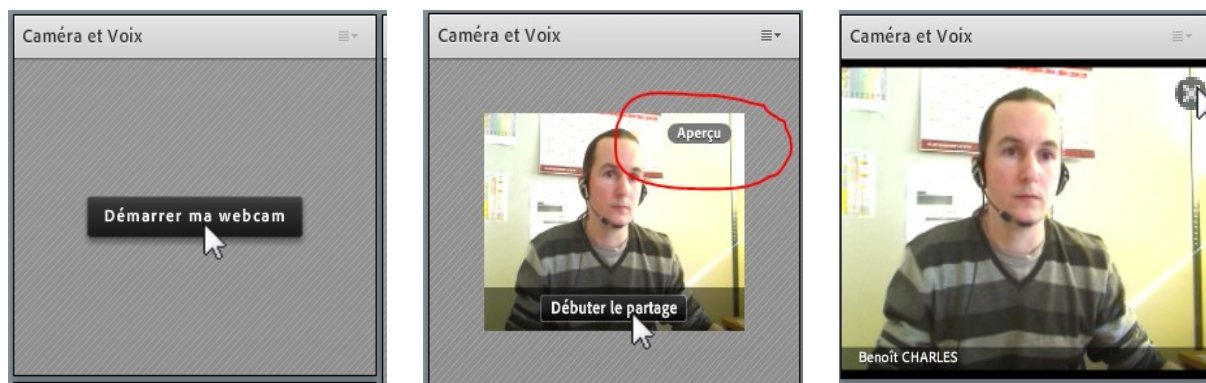 Caméra et Voix
Démarrer ma webcam
Caméra et Voix
Aperçu
Débuter le partage
Caméra et Voix
Benoît CHARLES